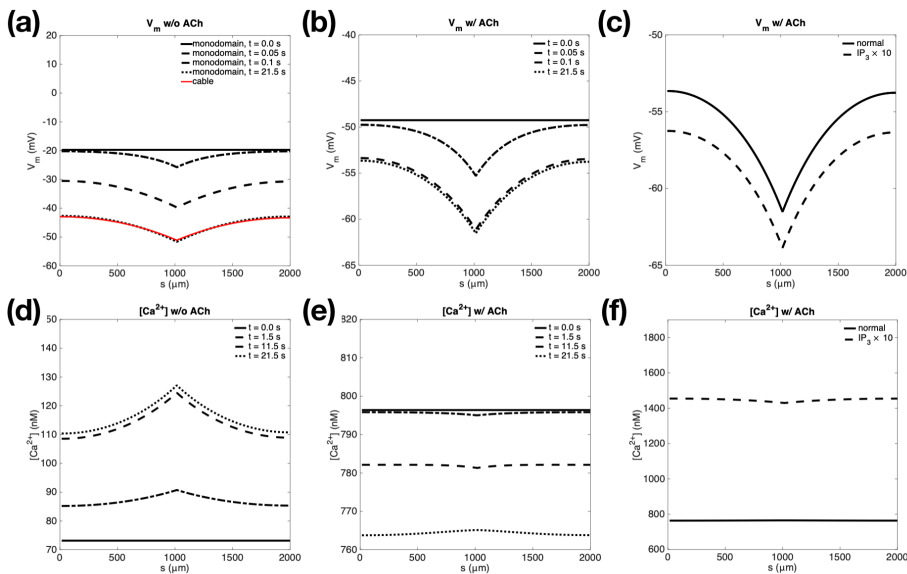 (a)
V_m w/o ACh
monodomain, t = 0.0 s
monodomain, t = 0.05 s
monodomain, t = 0.1 s
monodomain, t = 21.5 s
cable
20
10
0
-10
-20
-30
-40
-50
-60
V_m (mV)
0 500 1000 1500 2000
s (μm)
(b)
V_m w/ ACh
t = 0.0 s
t = 0.05 s
t = 0.1 s
t = 21.5 s
-40
-45
-50
-55
-60
-65
V_m (mV)
0 500 1000 1500 2000
s (μm)
(c)
V_m w/ ACh
normal
IP_3 × 10
-50
-55
-60
-65
V_m (mV)
0 500 1000 1500 2000
s (μm)
(d)
[Ca^{2+}] w/o ACh
t = 0.0 s
t = 1.5 s
t = 11.5 s
t = 21.5 s
150
140
130
120
110
100
90
80
70
[Ca^{2+}] (nM)
0 500 1000 1500 2000
s (μm)
(e)
[Ca^{2+}] w/ ACh
t = 0.0 s
t = 1.5 s
t = 11.5 s
t = 21.5 s
820
810
800
790
780
770
760
[Ca^{2+}] (nM)
0 500 1000 1500 2000
s (μm)
(f)
[Ca^{2+}] w/ ACh
normal
IP_3 × 10
1800
1600
1400
1200
1000
800
600
[Ca^{2+}] (nM)
0 500 1000 1500 2000
s (μm)